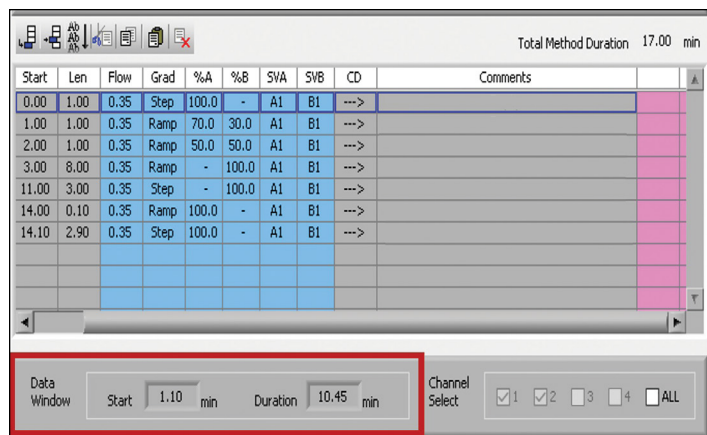 Ab
Ab
Ab
Total Method Duration 17.00 min
Start Len Flow Grad %A %B SVA SVB CD Comments
0.00 1.00 0.35 Step 100.0 - A1 B1 --->
1.00 1.00 0.35 Ramp 70.0 30.0 A1 B1 --->
2.00 1.00 0.35 Ramp 50.0 50.0 A1 B1 --->
3.00 8.00 0.35 Ramp - 100.0 A1 B1 --->
11.00 3.00 0.35 Step - 100.0 A1 B1 --->
14.00 0.10 0.35 Ramp 100.0 - A1 B1 --->
14.10 2.90 0.35 Step 100.0 - A1 B1 --->
Data
Window
Start 1.10 min Duration 10.45 min
Channel
Select
1 2 3 4 ALL